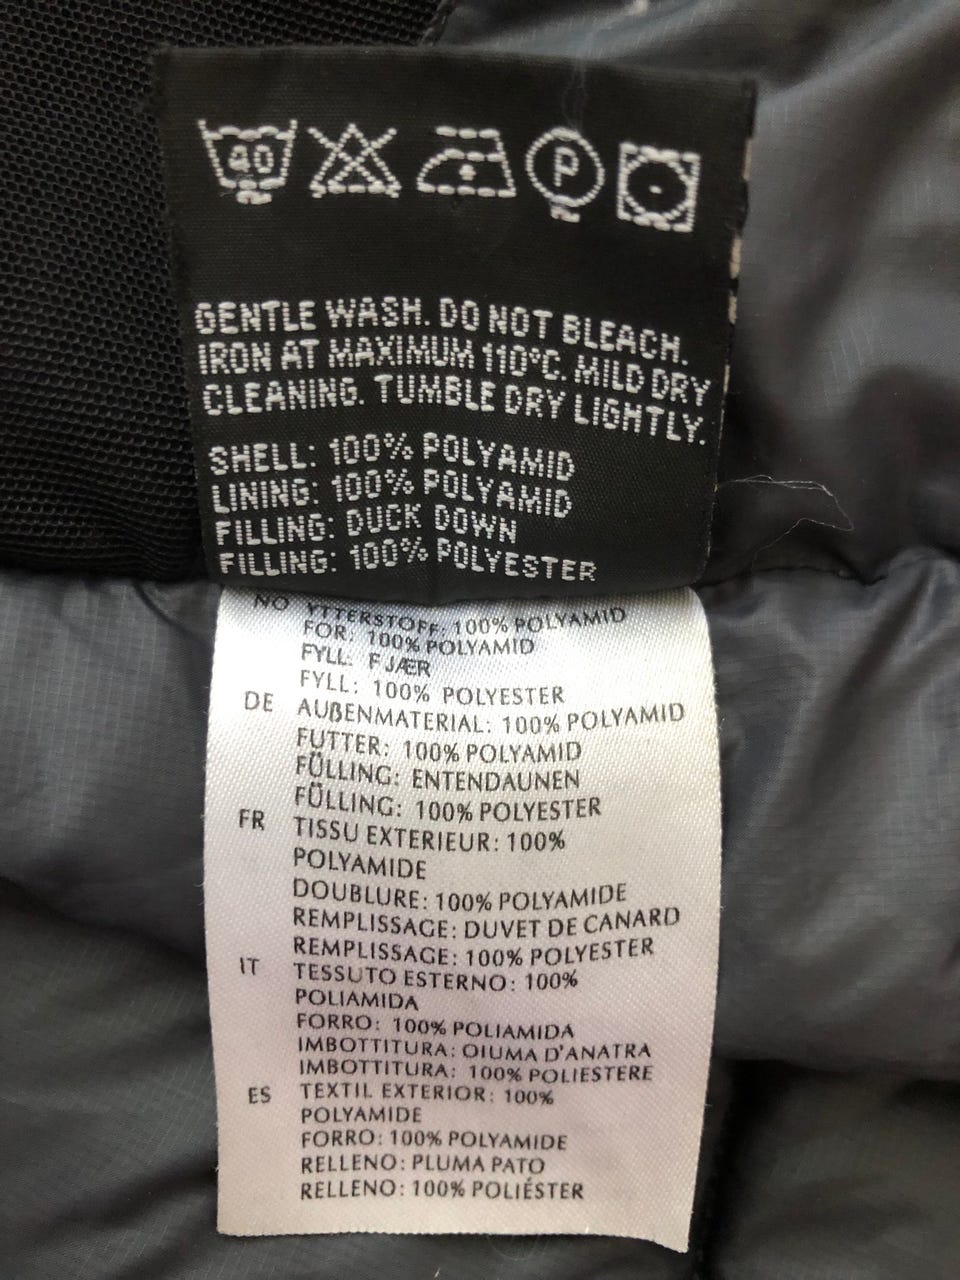 40 P
GENTLE WASH. DO NOT BLEACH.
IRON AT MAXIMUM 110°C. MILD DRY
CLEANING. TUMBLE DRY LIGHTLY.
SHELL: 100% POLYAMID
LINING: 100% POLYAMID
FILLING: DUCK DOWN
FILLING: 100% POLYESTER
NO YTTERSTOFF: 100% POLYAMID
FOR: 100% POLYAMID
FYLL: FJÆR
FYLL: 100% POLYESTER
DE AUßENMATERIAL: 100% POLYAMID
FUTTER: 100% POLYAMID
FÜLLING: ENTENDAUNEN
FÜLLING: 100% POLYESTER
FR TISSU EXTERIEUR: 100%
POLYAMIDE
DOUBLURE: 100% POLYAMIDE
REMPLISSAGE: DUVET DE CANARD
REMPLISSAGE: 100% POLYESTER
IT TESSUTO ESTERNO: 100%
POLIAMIDA
FORRO: 100% POLIAMIDA
IMBOTTITURA: OIUMA D'ANATRA
IMBOTTITURA: 100% POLIESTERE
ES TEXTIL EXTERIOR: 100%
POLYAMIDE
FORRO: 100% POLYAMIDE
RELLENO: PLUMA PATO
RELLENO: 100% POLIÉSTER